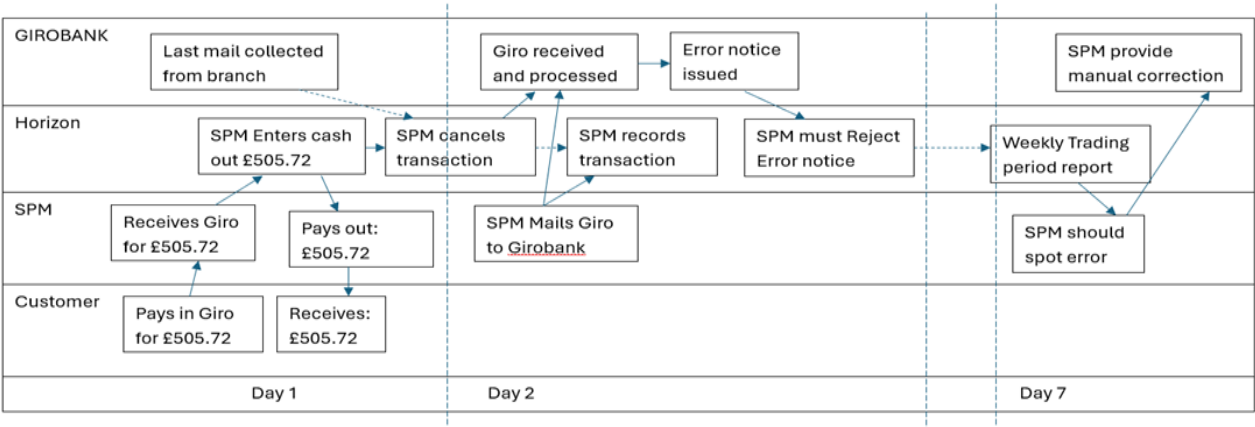 GIROBANK
Last mail collected
from branch
Giro received
and processed
Error notice
issued
SPM provide
manual correction
Horizon
SPM Enters cash
out £505.72
SPM cancels
transaction
SPM records
transaction
SPM must Reject
Error notice
Weekly Trading
period report
SPM
Receives Giro
for £505.72
Pays out:
£505.72
SPM Mails Giro
to Girobank
SPM should
spot error
Customer
Pays in Giro
for £505.72
Receives:
£505.72
Day 1
Day 2
Day 7